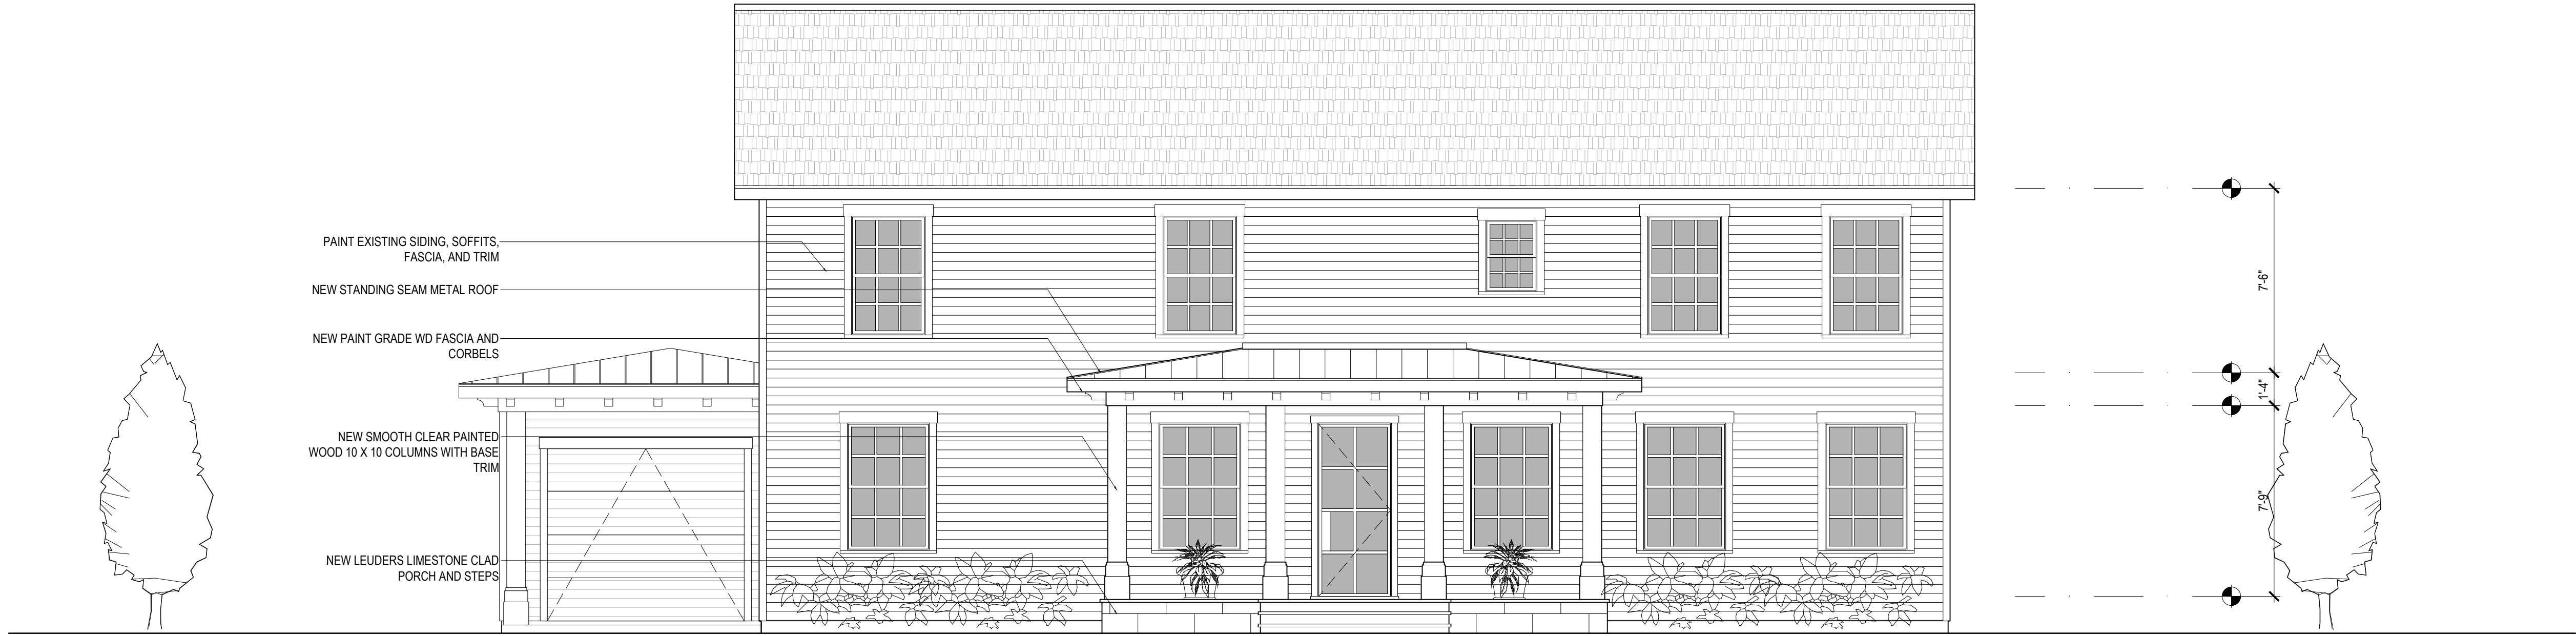 PAINT EXISTING SIDING, SOFFITS,
FASCIA, AND TRIM
NEW STANDING SEAM METAL ROOF
NEW PAINT GRADE WD FASCIA AND
CORBELS
NEW SMOOTH CLEAR PAINTED
WOOD 10 X 10 COLUMNS WITH BASE
TRIM
NEW LEUDERS LIMESTONE CLAD
PORCH AND STEPS
7'-6"
1'-4"
7'-9"